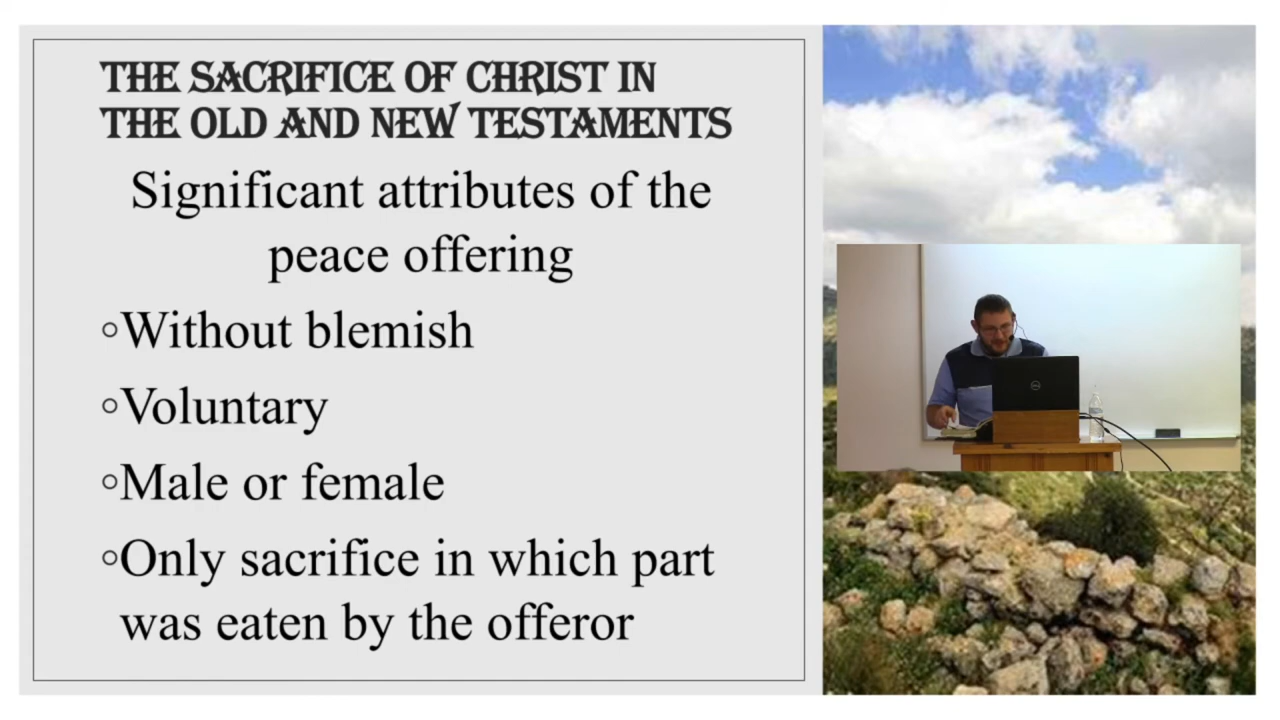 THE SACRIFICE OF CHRIST IN
THE OLD AND NEW TESTAMENTS
Significant attributes of the
peace offering
◦Without blemish
◦Voluntary
◦Male or female
◦Only sacrifice in which part
was eaten by the offeror
DELL